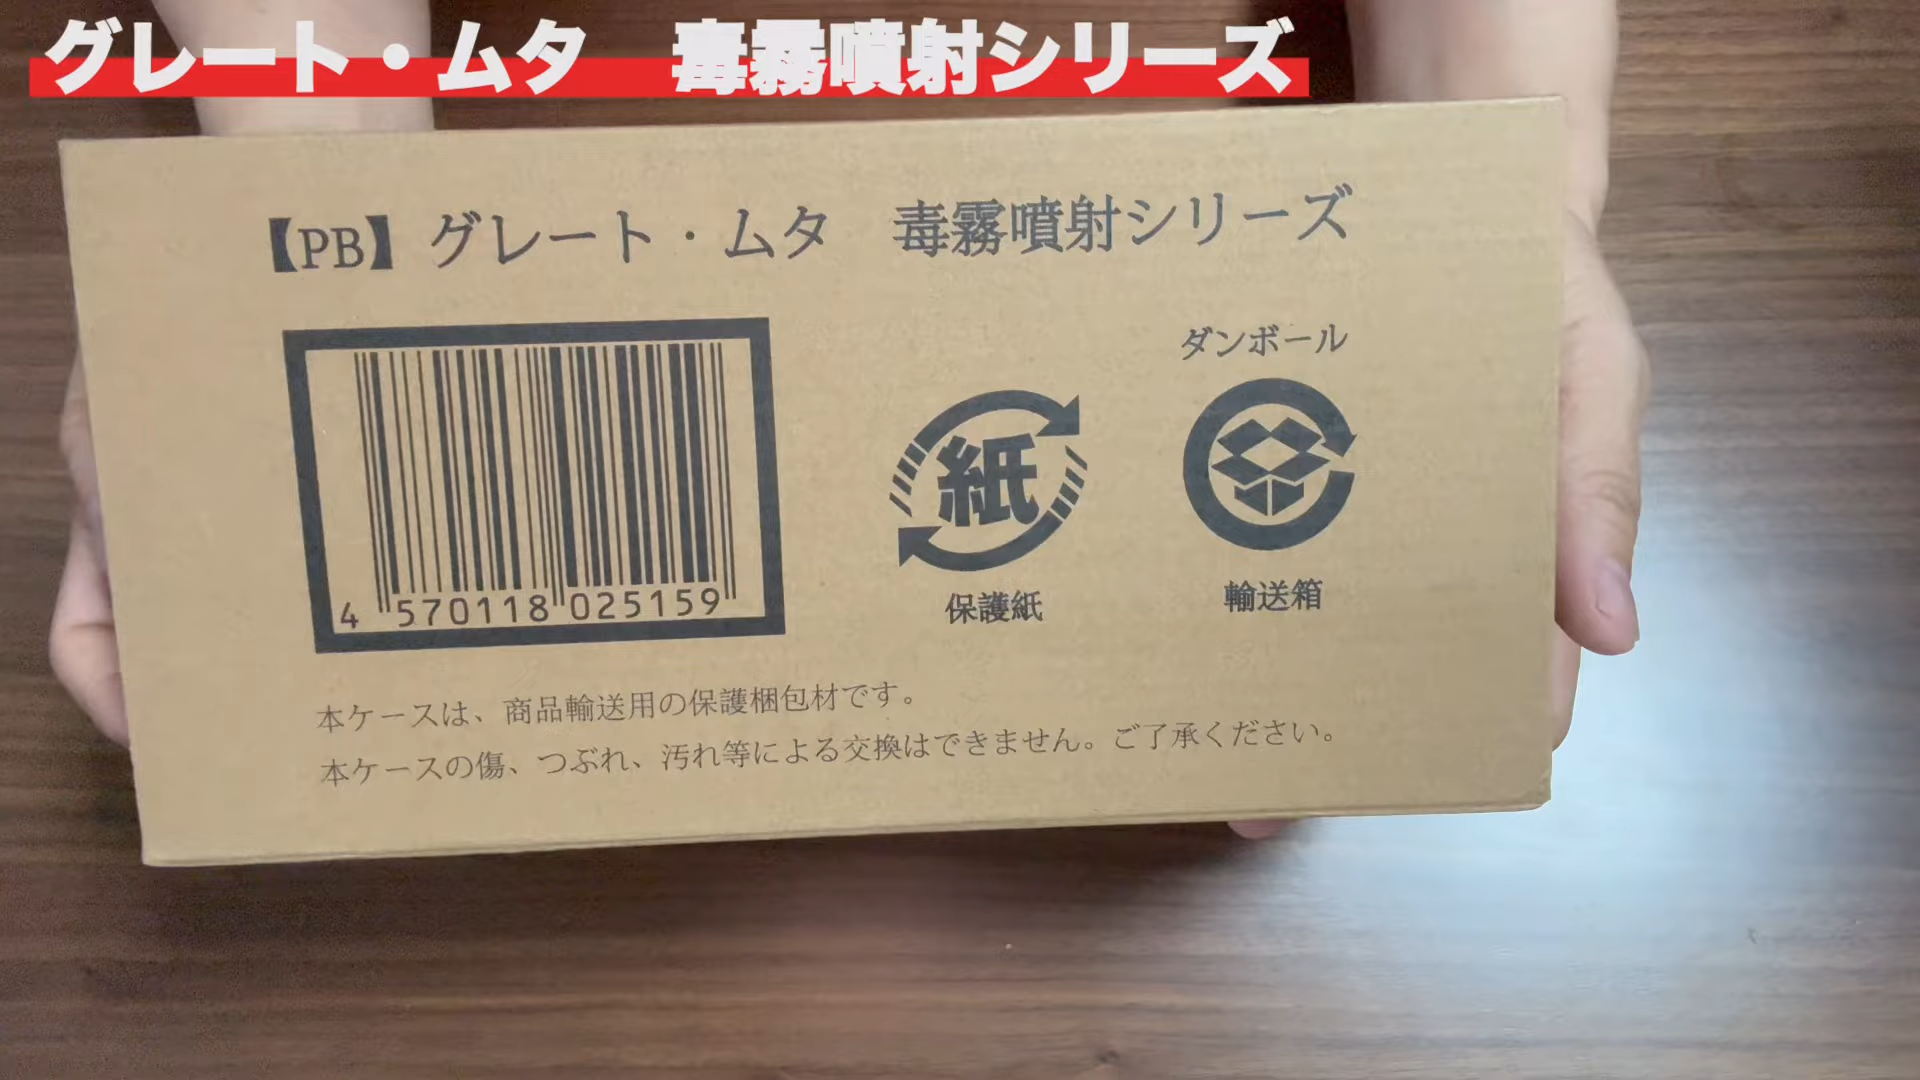 グレート・ムタ　毒霧噴射シリーズ
【PB】グレート・ムタ　毒霧噴射シリーズ
4 570118 025159
紙
保護紙
ダンボール
輸送箱
本ケースは、商品輸送用の保護梱包材です。
本ケースの傷、つぶれ、汚れ等による交換はできません。ご了承ください。